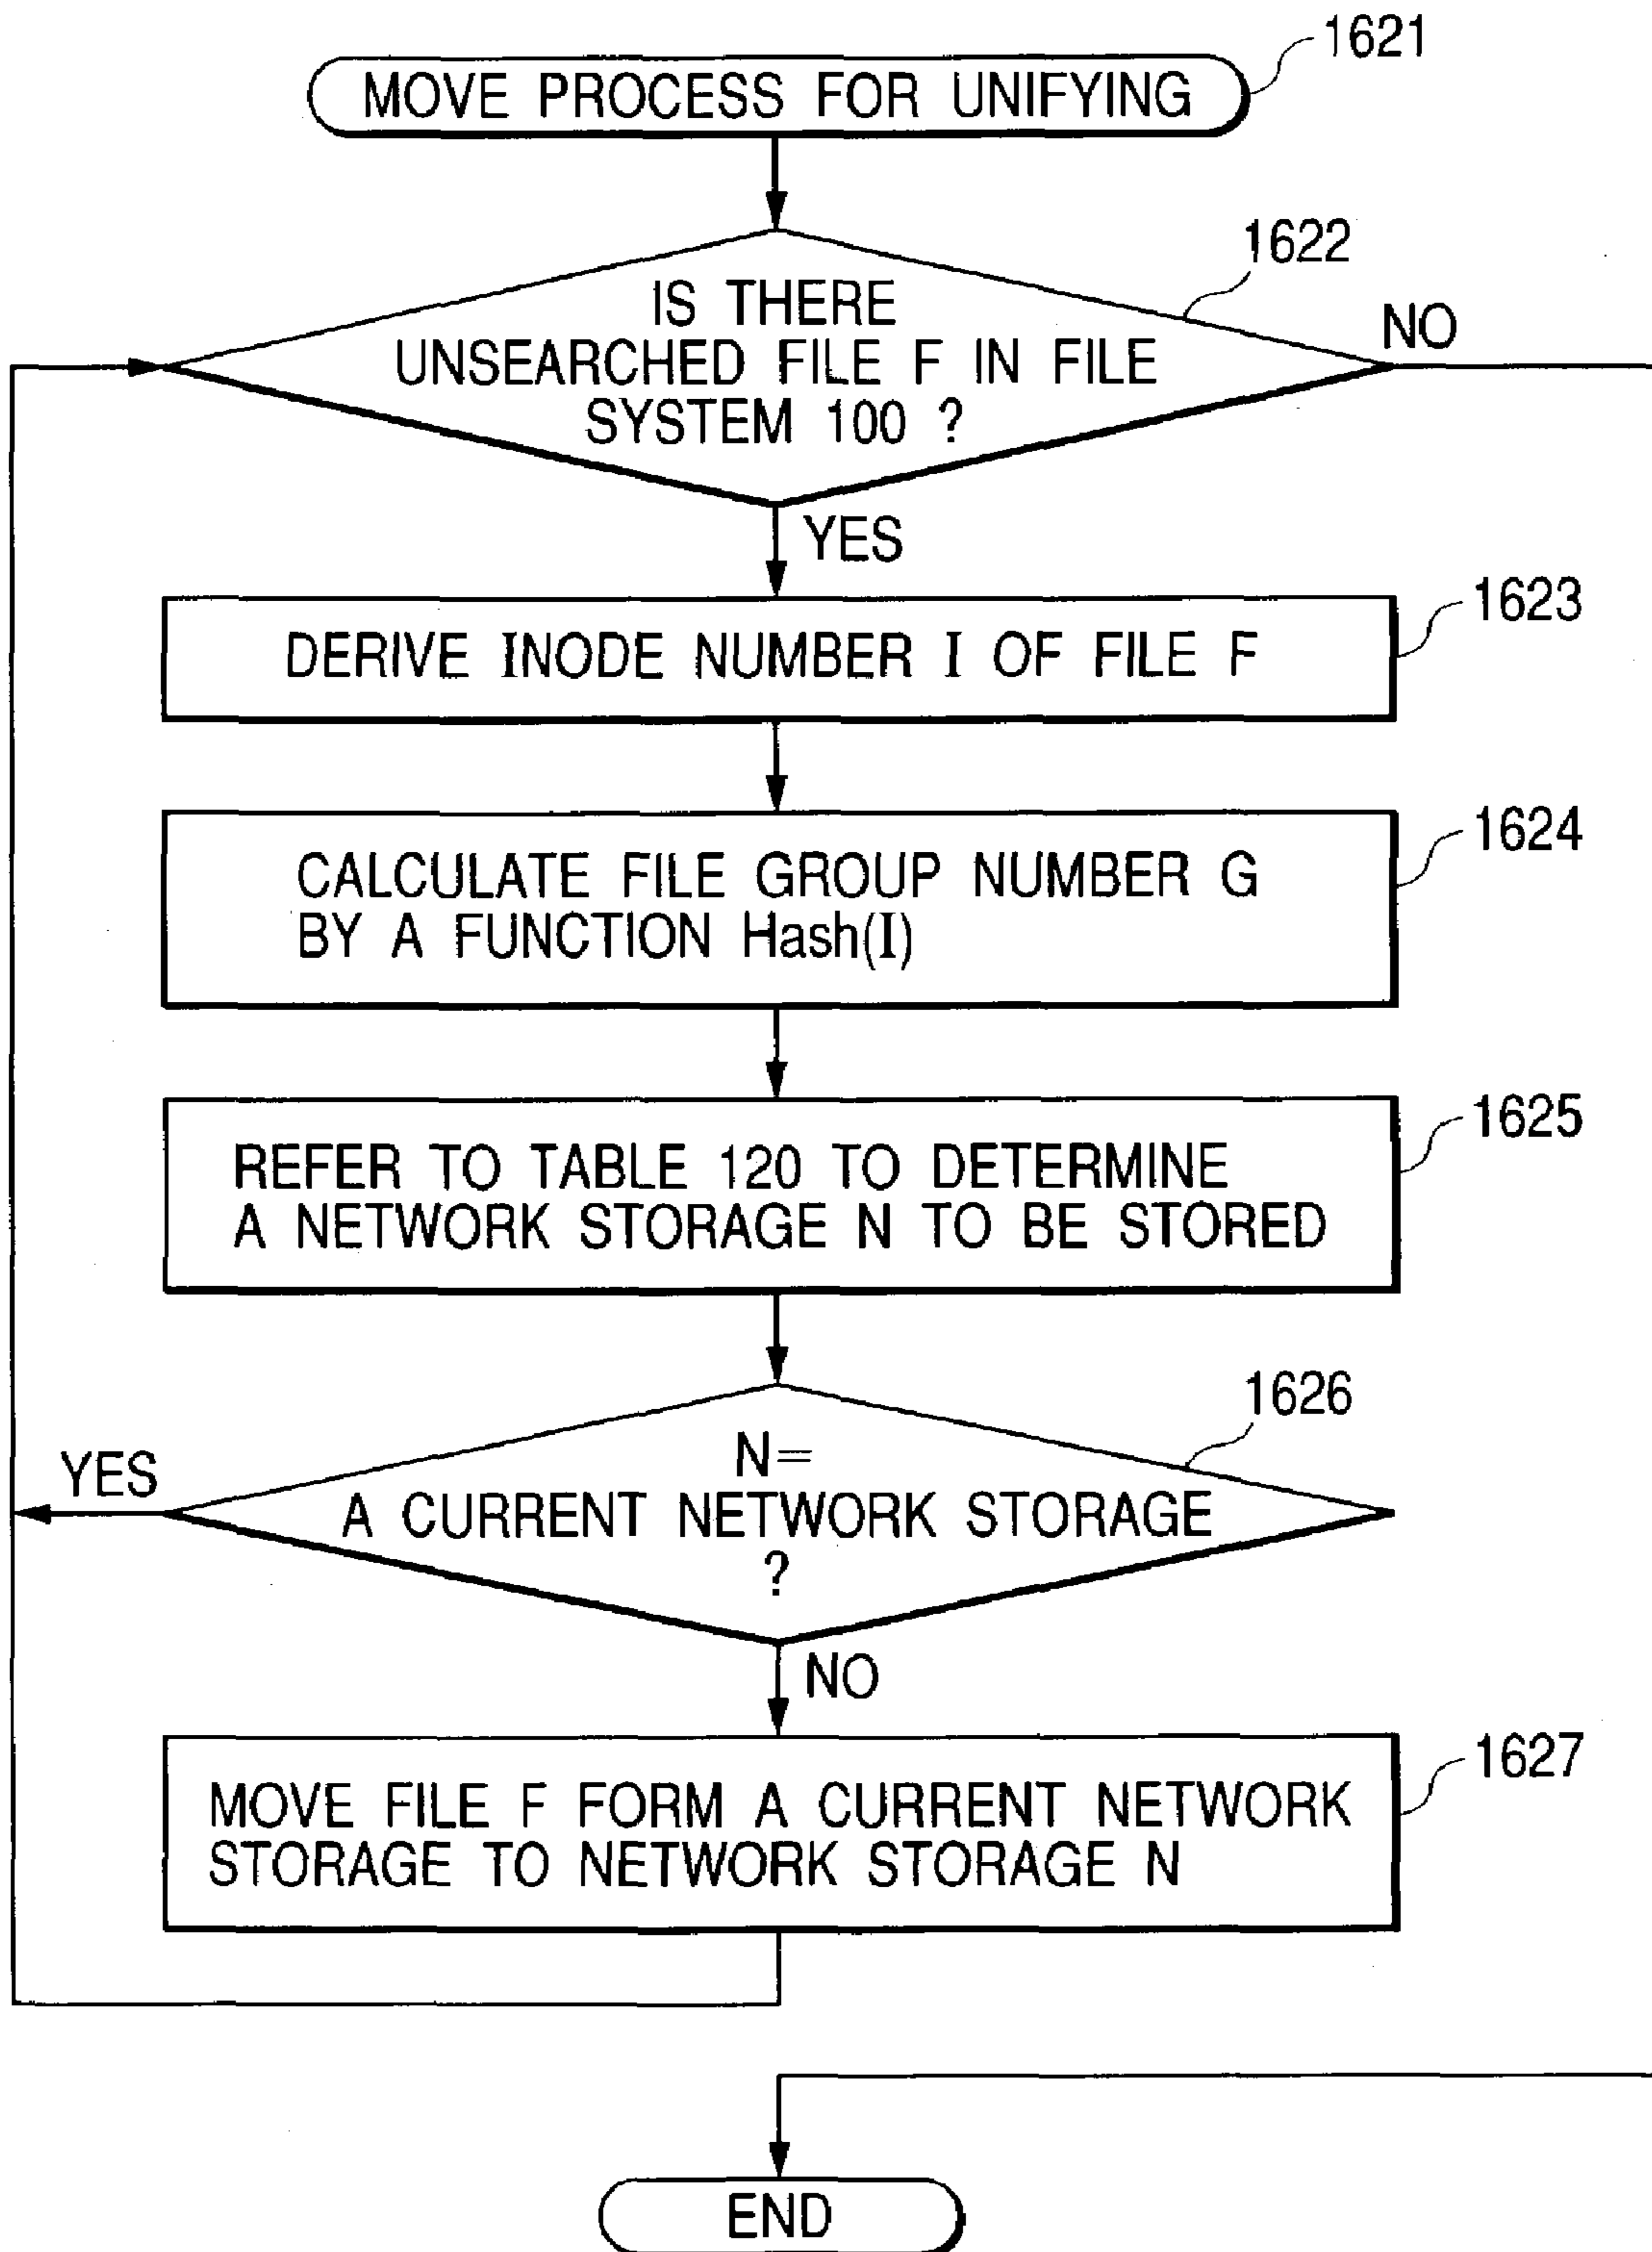 1621
MOVE PROCESS FOR UNIFYING
1622
IS THERE
UNSEARCHED FILE F IN FILE
SYSTEM 100 ?
NO
YES
1623
DERIVE INODE NUMBER I OF FILE F
1624
CALCULATE FILE GROUP NUMBER G
BY A FUNCTION Hash(I)
1625
REFER TO TABLE 120 TO DETERMINE
A NETWORK STORAGE N TO BE STORED
1626
N=
A CURRENT NETWORK STORAGE
?
YES
NO
1627
MOVE FILE F FORM A CURRENT NETWORK
STORAGE TO NETWORK STORAGE N
END